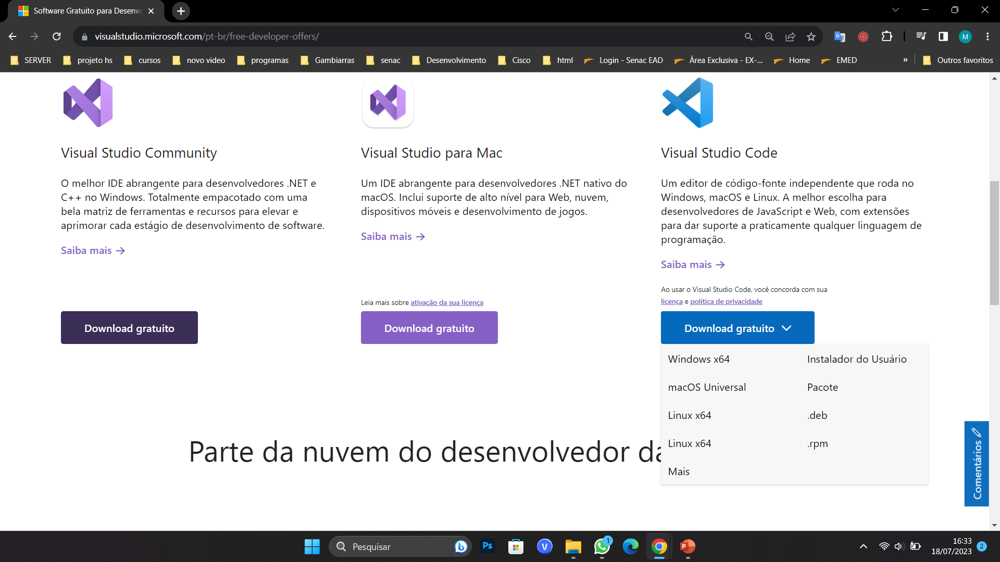 Software Gratuito para Desenvo
visualstudio.microsoft.com/pt-br/free-developer-offers/
M
SERVER
projeto hs
cursos
novo video
programas
Gambiarras
senac
Desenvolvimento
Cisco
html
Login - Senac EAD
Área Exclusiva - EX-...
Home
EMED
»
Outros favoritos
Visual Studio Community
O melhor IDE abrangente para desenvolvedores .NET e
C++ no Windows. Totalmente empacotado com uma
bela matriz de ferramentas e recursos para elevar e
aprimorar cada estágio de desenvolvimento de software.
Saiba mais
Download gratuito
Visual Studio para Mac
Um IDE abrangente para desenvolvedores .NET nativo do
macOS. Inclui suporte de alto nível para Web, nuvem,
dispositivos móveis e desenvolvimento de jogos.
Saiba mais
Leia mais sobre ativação da sua licença
Download gratuito
Visual Studio Code
Um editor de código-fonte independente que roda no
Windows, macOS e Linux. A melhor escolha para
desenvolvedores de JavaScript e Web, com extensões
para dar suporte a praticamente qualquer linguagem de
programação.
Saiba mais
Ao usar o Visual Studio Code, você concorda com sua
licença e política de privacidade
Download gratuito
Windows x64 Instalador do Usuário
macOS Universal Pacote
Linux x64 .deb
Linux x64 .rpm
Mais
Parte da nuvem do desenvolvedor da
Comentários
Pesquisar
Ps
V
1
P
16:33
18/07/2023
2